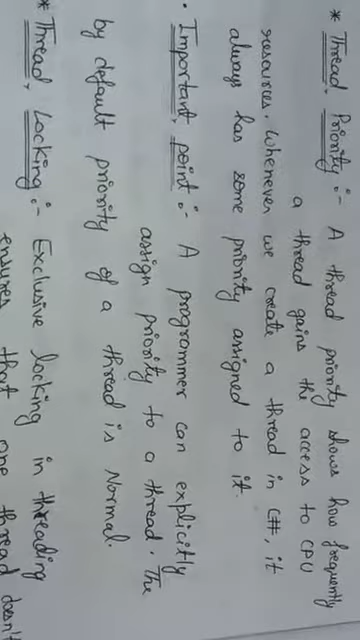 * Thread Priority :- A thread priority shows how frequently
a thread gains the access to CPU
resources. Whenever we create a thread in C#, it
always has some priority assigned to it.
• Important point :- A programmer can explicitly
assign priority to a thread. The
by default priority of a thread is Normal.
* Thread Locking :- Exclusive locking in threading
ensures that one thread doesn't